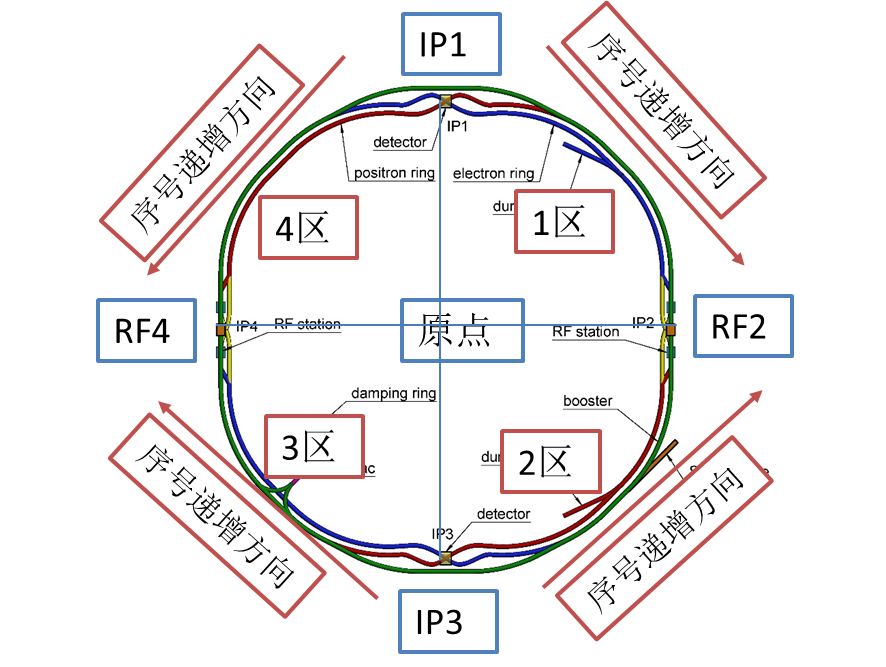 IP1
序号递增方向
序号递增方向
IP1
detector
positron ring
electron ring
4区
1区
RF4
IP4
RF station
原点
IP2
RF station
RF2
damping ring
booster
3区
2区
序号递增方向
序号递增方向
IP3
detector
IP3